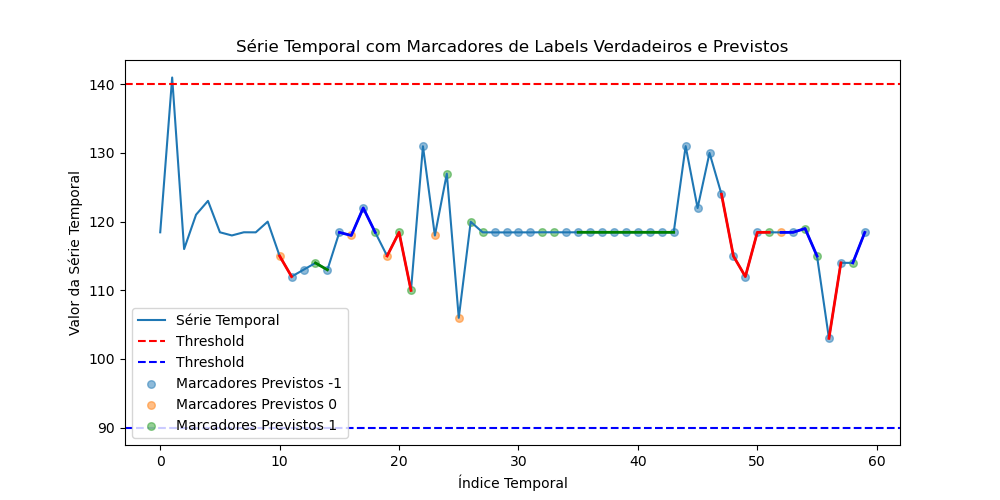 Série Temporal com Marcadores de Labels Verdadeiros e Previstos
Valor da Série Temporal
140
130
120
110
100
90
Série Temporal
Threshold
Threshold
Marcadores Previstos -1
Marcadores Previstos 0
Marcadores Previstos 1
0
10
20
30
40
50
60
Índice Temporal